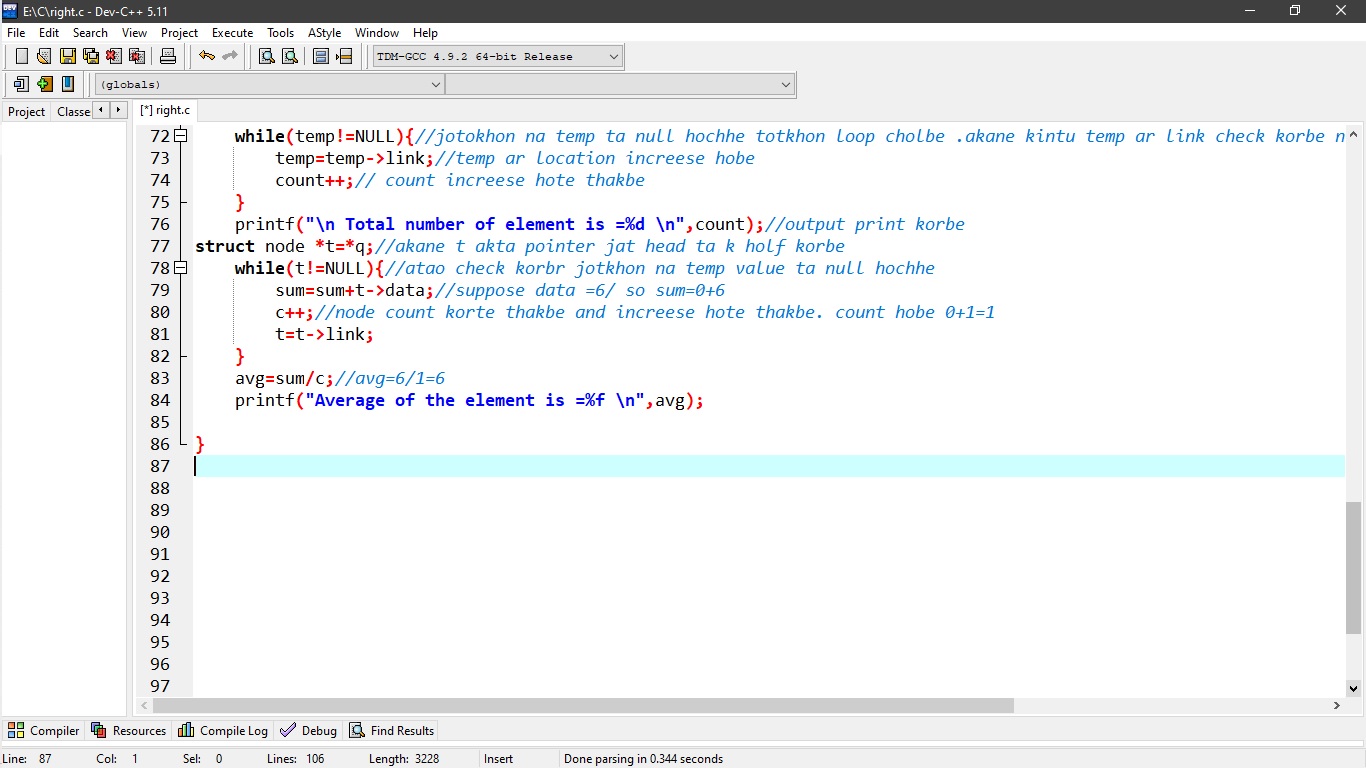 E:\C\right.c - Dev-C++ 5.11
File Edit Search View Project Execute Tools AStyle Window Help
TDM-GCC 4.9.2 64-bit Release
(globals)
Project Classe [*] right.c
72 while(temp!=NULL){//jotokhon na temp ta null hochhe totkhon loop cholbe .akane kintu temp ar link check korbe n
73 temp=temp->link;//temp ar location increese hobe
74 count++;// count increese hote thakbe
75 }
76 printf("\n Total number of element is =%d \n",count);//output print korbe
77 struct node *t=*q;//akane t akta pointer jat head ta k holf korbe
78 while(t!=NULL){//atao check korbr jotkhon na temp value ta null hochhe
79 sum=sum+t->data;//suppose data =6/ so sum=0+6
80 c++;//node count korte thakbe and increese hote thakbe. count hobe 0+1=1
81 t=t->link;
82 }
83 avg=sum/c;//avg=6/1=6
84 printf("Average of the element is =%f \n",avg);
85
86 }
87
88
89
90
91
92
93
94
95
96
97
Compiler Resources Compile Log Debug Find Results
Line: 87 Col: 1 Sel: 0 Lines: 106 Length: 3228 Insert Done parsing in 0.344 seconds